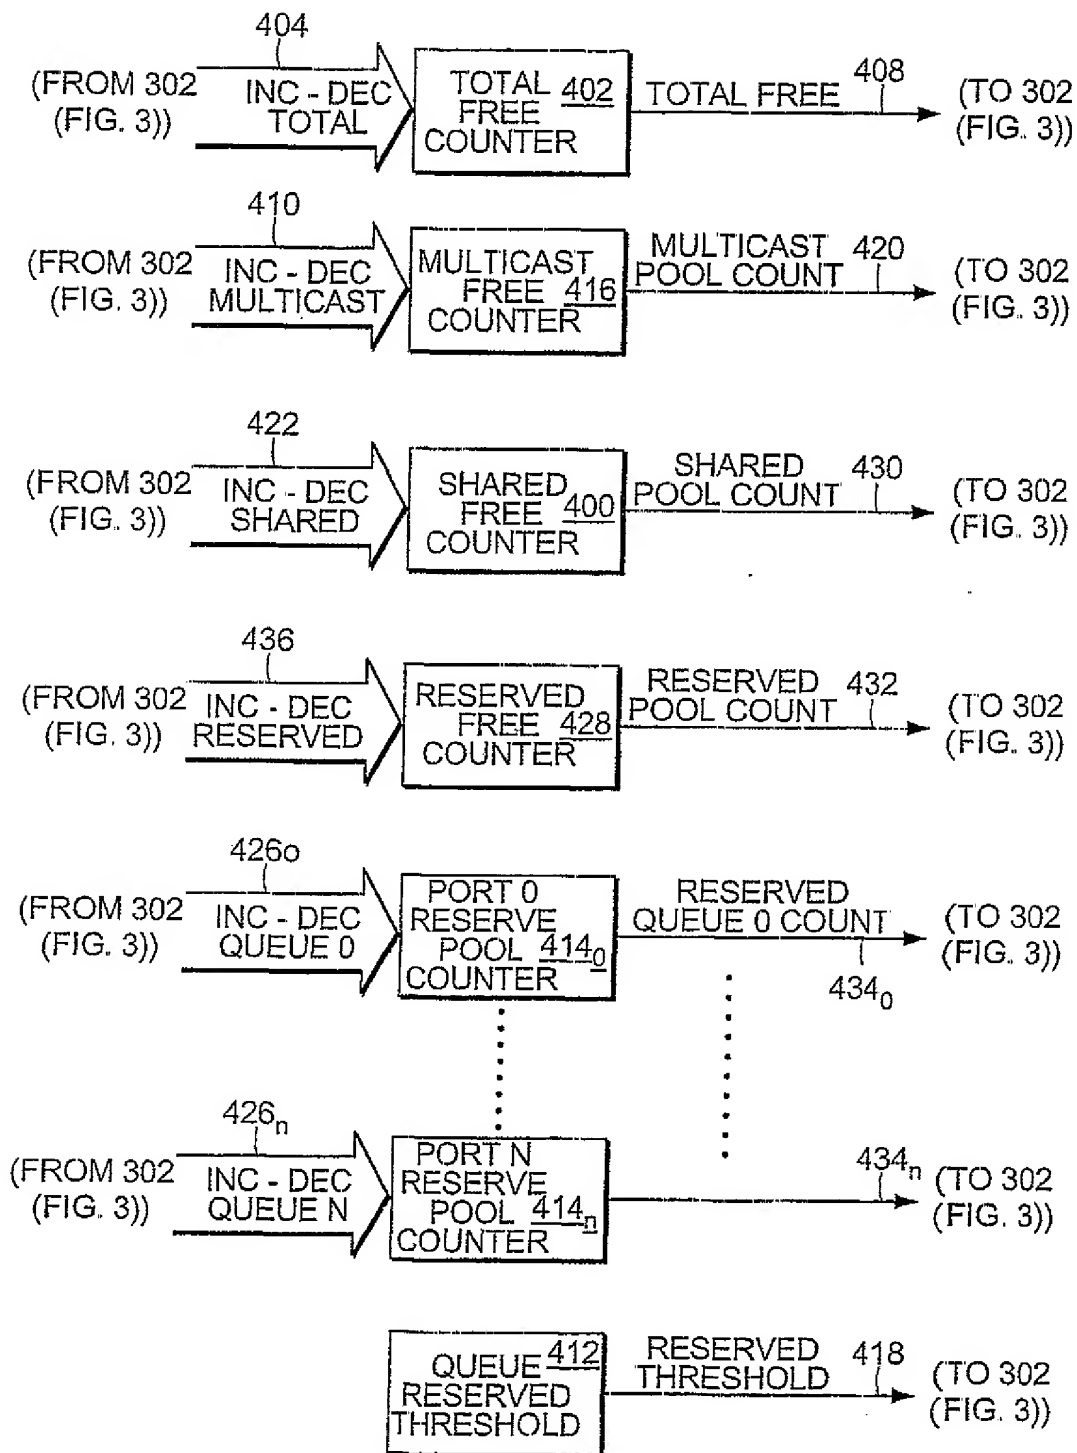 404
(FROM 302
(FIG. 3))
INC - DEC
TOTAL
TOTAL
FREE 402
COUNTER
TOTAL FREE
408
(TO 302
(FIG. 3))
410
(FROM 302
(FIG. 3))
INC - DEC
MULTICAST
MULTICAST
FREE 416
COUNTER
MULTICAST
POOL COUNT
420
(TO 302
(FIG. 3))
422
(FROM 302
(FIG. 3))
INC - DEC
SHARED
SHARED
FREE 400
COUNTER
SHARED
POOL COUNT
430
(TO 302
(FIG. 3))
436
(FROM 302
(FIG. 3))
INC - DEC
RESERVED
RESERVED
FREE 428
COUNTER
RESERVED
POOL COUNT
432
(TO 302
(FIG. 3))
426o
(FROM 302
(FIG. 3))
INC - DEC
QUEUE 0
PORT 0
RESERVE
POOL 414₀
COUNTER
RESERVED
QUEUE 0 COUNT
434₀
(TO 302
(FIG. 3))
426ₙ
(FROM 302
(FIG. 3))
INC - DEC
QUEUE N
PORT N
RESERVE
POOL 414ₙ
COUNTER
434ₙ
(TO 302
(FIG. 3))
412
QUEUE
RESERVED
THRESHOLD
RESERVED
THRESHOLD
418
(TO 302
(FIG. 3))